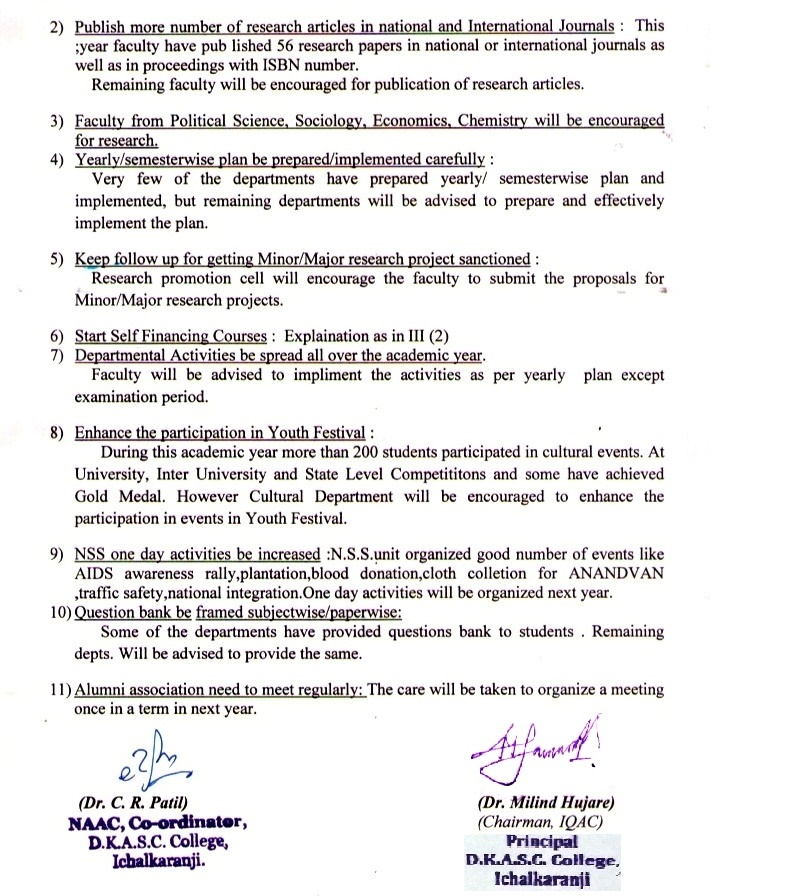 2) Publish more number of research articles in national and International Journals : This
;year faculty have pub lished 56 research papers in national or international journals as
well as in proceedings with ISBN number.
Remaining faculty will be encouraged for publication of research articles.
3) Faculty from Political Science, Sociology, Economics, Chemistry will be encouraged
for research.
4) Yearly/semesterwise plan be prepared/implemented carefully :
Very few of the departments have prepared yearly/ semesterwise plan and
implemented, but remaining departments will be advised to prepare and effectively
implement the plan.
5) Keep follow up for getting Minor/Major research project sanctioned :
Research promotion cell will encourage the faculty to submit the proposals for
Minor/Major research projects.
6) Start Self Financing Courses : Explaination as in III (2)
7) Departmental Activities be spread all over the academic year.
Faculty will be advised to impliment the activities as per yearly plan except
examination period.
8) Enhance the participation in Youth Festival :
During this academic year more than 200 students participated in cultural events. At
University, Inter University and State Level Competititons and some have achieved
Gold Medal. However Cultural Department will be encouraged to enhance the
participation in events in Youth Festival.
9) NSS one day activities be increased :N.S.S.unit organized good number of events like
AIDS awareness rally,plantation,blood donation,cloth colletion for ANANDVAN
,traffic safety,national integration.One day activities will be organized next year.
10) Question bank be framed subjectwise/paperwise:
Some of the departments have provided questions bank to students . Remaining
depts. Will be advised to provide the same.
11) Alumni association need to meet regularly: The care will be taken to organize a meeting
once in a term in next year.
(Dr. C. R. Patil)
NAAC, Co-ordinator,
D.K.A.S.C. College,
Ichalkaranji.
(Dr. Milind Hujare)
(Chairman, IQAC)
Principal
D.K.A.S.C. College,
Ichalkaranji